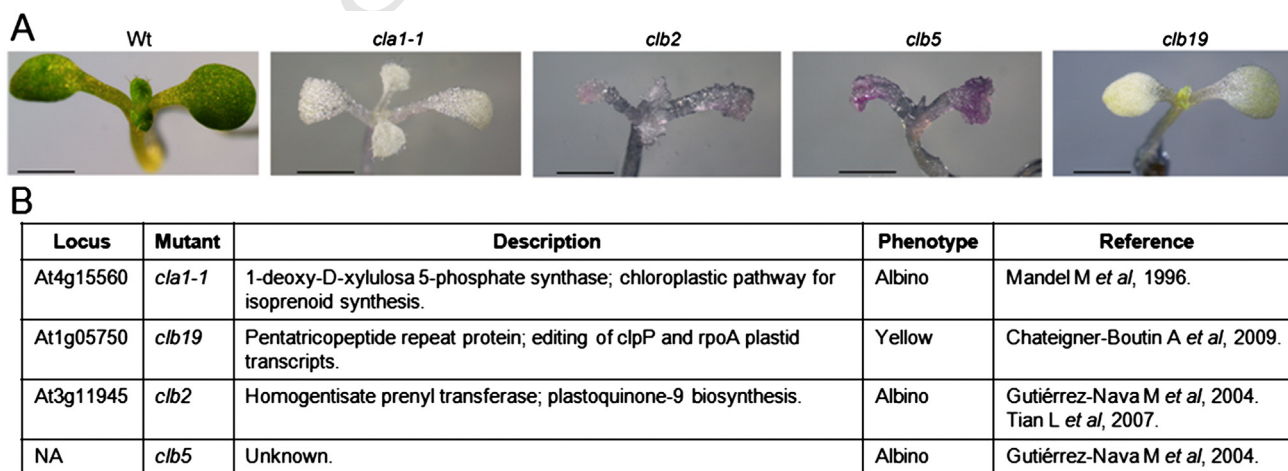 A
Wt
cla1-1
clb2
clb5
clb19
B
Locus Mutant Description Phenotype Reference
At4g15560 cla1-1 1-deoxy-D-xylulosa 5-phosphate synthase; chloroplastic pathway for isoprenoid synthesis. Albino Mandel M et al, 1996.
At1g05750 clb19 Pentatricopeptide repeat protein; editing of clpP and rpoA plastid transcripts. Yellow Chateigner-Boutin A et al, 2009.
At3g11945 clb2 Homogentisate prenyl transferase; plastoquinone-9 biosynthesis. Albino Gutiérrez-Nava M et al, 2004. Tian L et al, 2007.
NA clb5 Unknown. Albino Gutiérrez-Nava M et al, 2004.